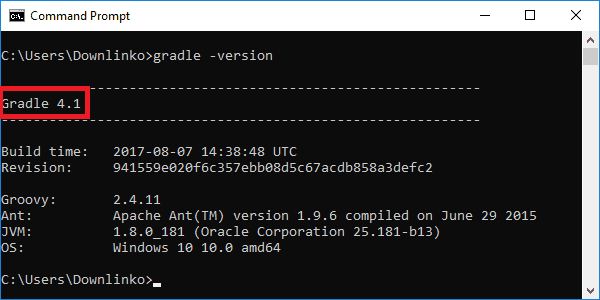 Command Prompt
C:\Users\Downlinko>gradle -version
------------------------------------------------------------
Gradle 4.1
------------------------------------------------------------
Build time:   2017-08-07 14:38:48 UTC
Revision:     941559e020f6c357ebb08d5c67acdb858a3defc2
Groovy:       2.4.11
Ant:          Apache Ant(TM) version 1.9.6 compiled on June 29 2015
JVM:          1.8.0_181 (Oracle Corporation 25.181-b13)
OS:           Windows 10 10.0 amd64
C:\Users\Downlinko>